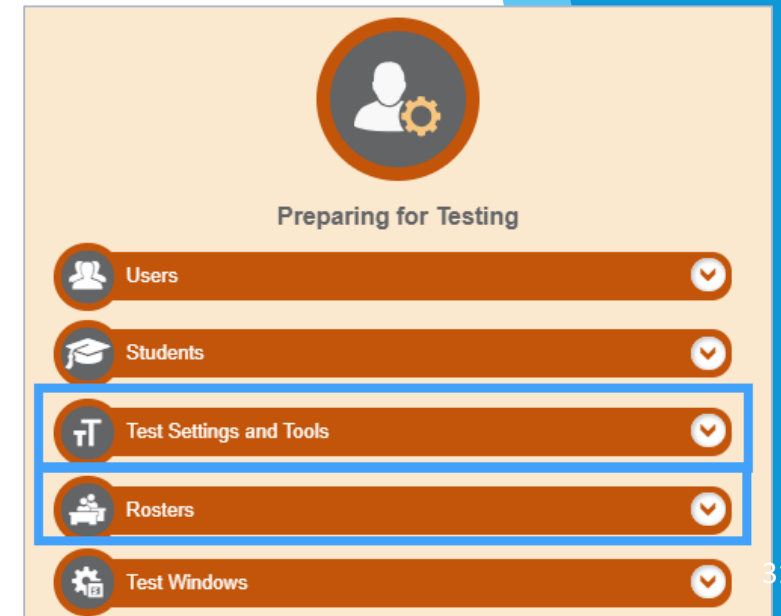 Preparing for Testing
Users
Students
Test Settings and Tools
Rosters
Test Windows